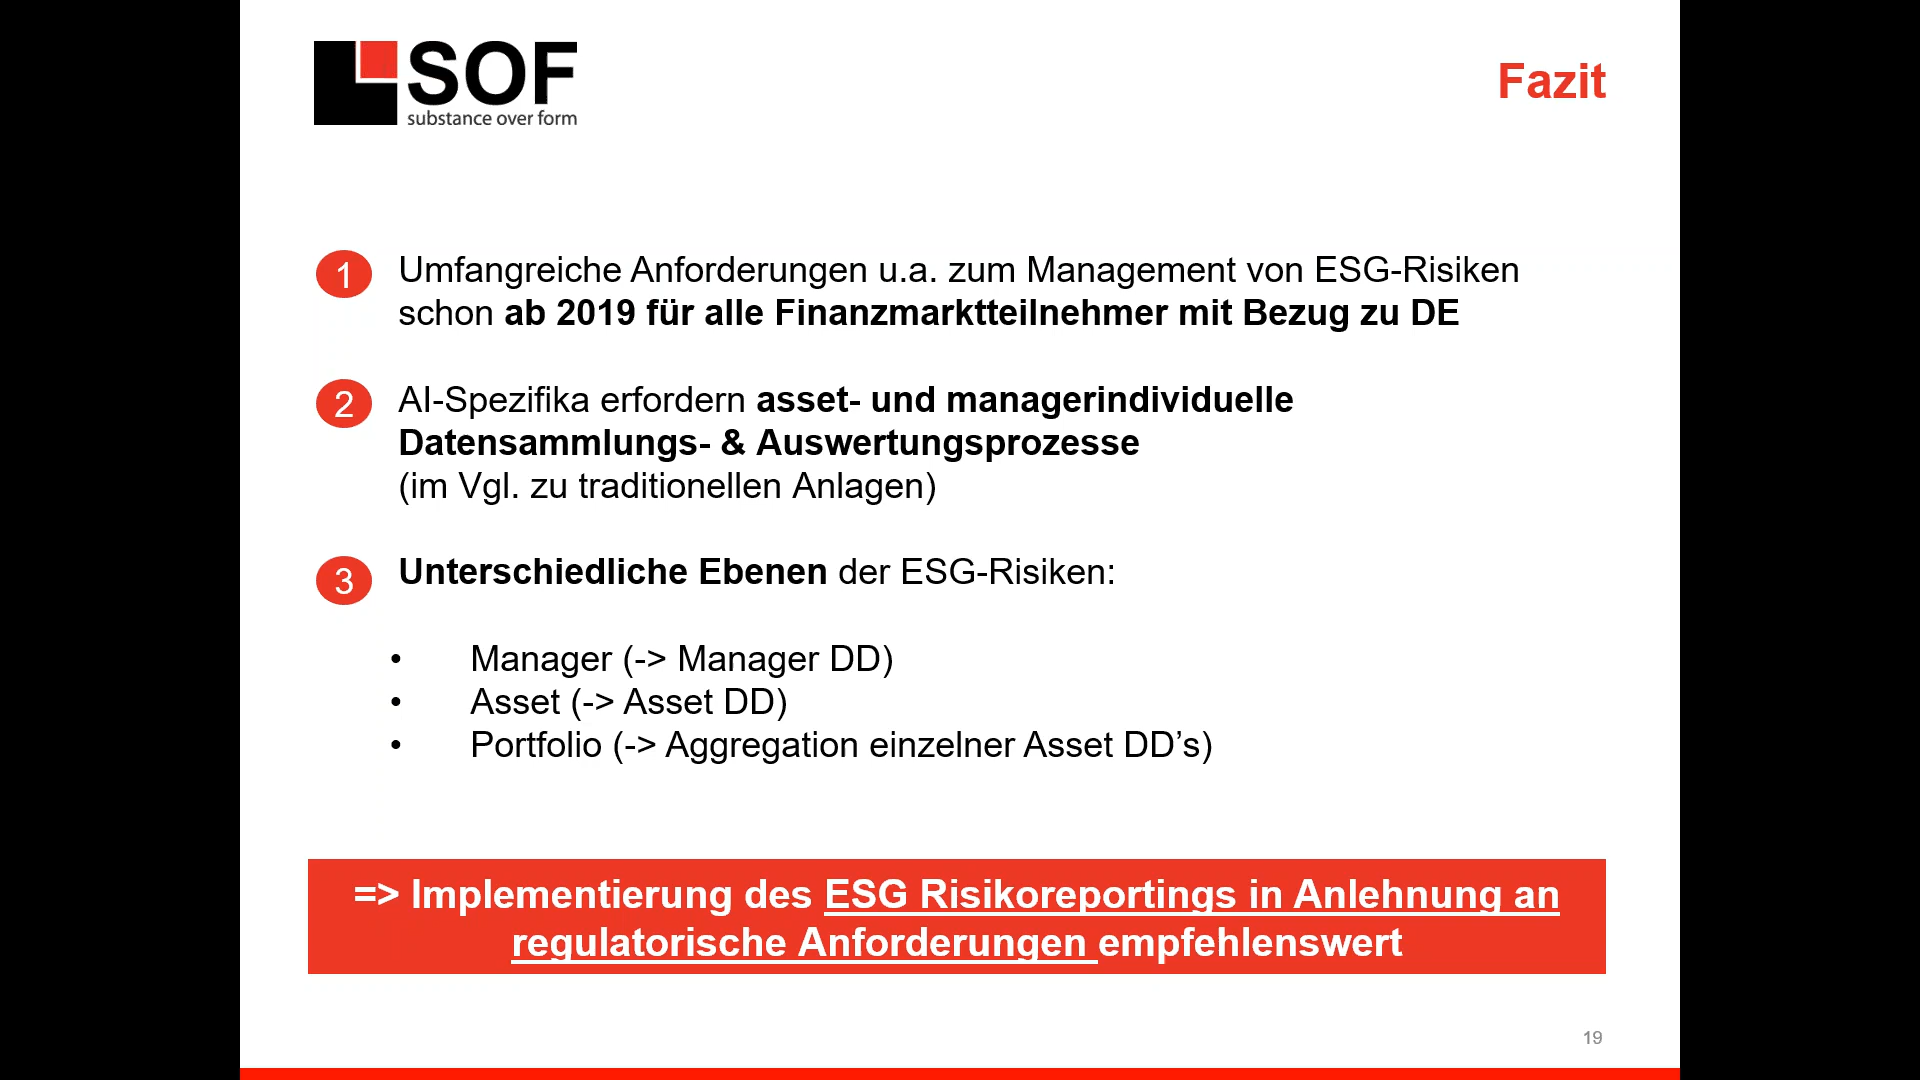 SOF
substance over form
Fazit
1 Umfangreiche Anforderungen u.a. zum Management von ESG-Risiken
schon ab 2019 für alle Finanzmarktteilnehmer mit Bezug zu DE
2 AI-Spezifika erfordern asset- und managerindividuelle
Datensammlungs- & Auswertungsprozesse
(im Vgl. zu traditionellen Anlagen)
3 Unterschiedliche Ebenen der ESG-Risiken:
• Manager (-> Manager DD)
• Asset (-> Asset DD)
• Portfolio (-> Aggregation einzelner Asset DD’s)
=> Implementierung des ESG Risikoreportings in Anlehnung an
regulatorische Anforderungen empfehlenswert
19